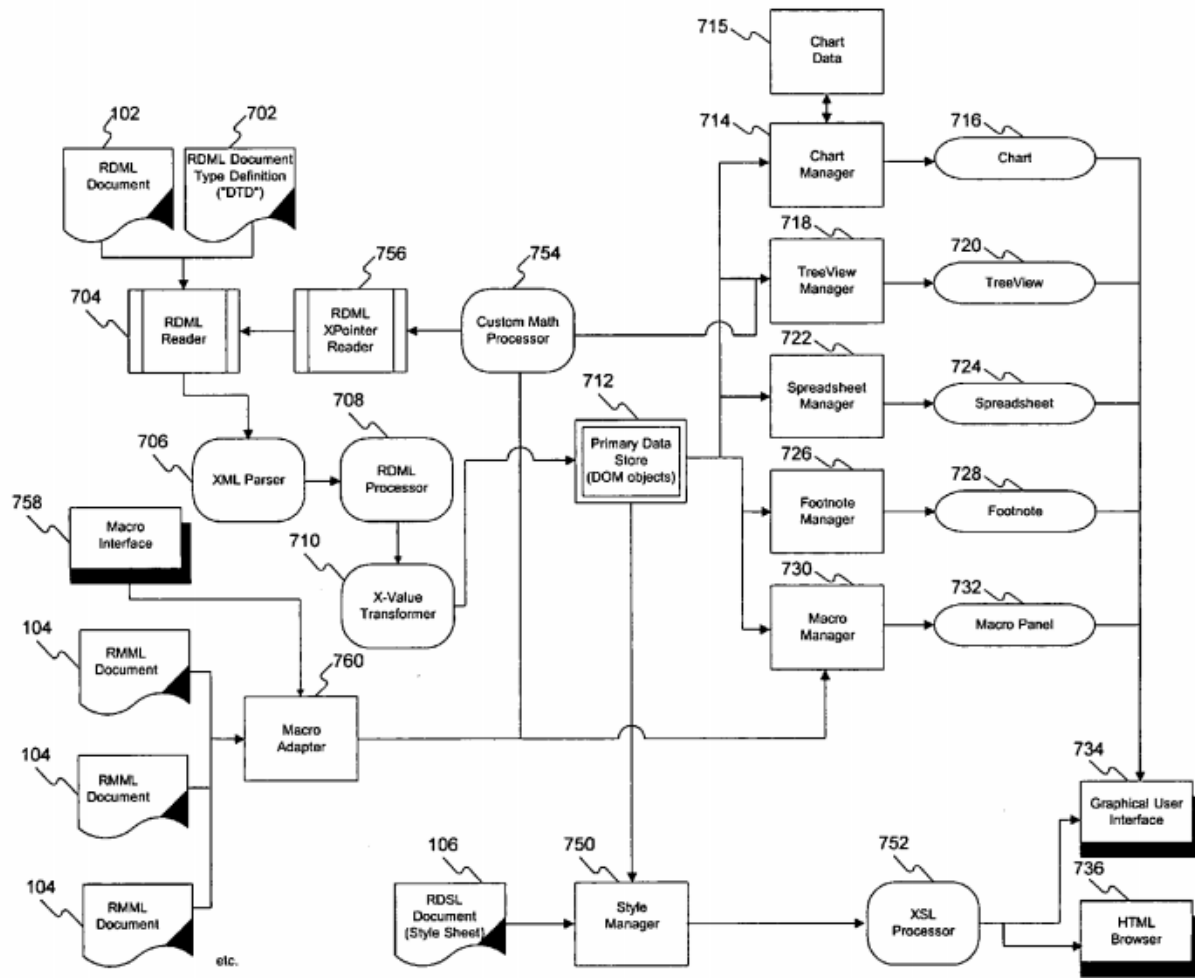 715
Chart
Data
102
702
714
716
RDML
Document
RDML Document
Type Definition
("DTD")
Chart
Manager
Chart
718
756
754
720
704
RDML
Reader
RDML
XPointer
Reader
Custom Math
Processor
TreeView
Manager
TreeView
722
724
712
708
Spreadsheet
Manager
Spreadsheet
706
XML Parser
RDML
Processor
Primary Data
Store
(DOM objects)
726
728
758
Macro
Interface
Footnote
Manager
Footnote
710
X-Value
Transformer
730
732
Macro
Manager
Macro Panel
104
RMML
Document
760
Macro
Adapter
104
RMML
Document
734
Graphical User
Interface
106
750
752
736
104
RMML
Document
RDSL
Document
(Style Sheet)
Style
Manager
XSL
Processor
HTML
Browser
etc.